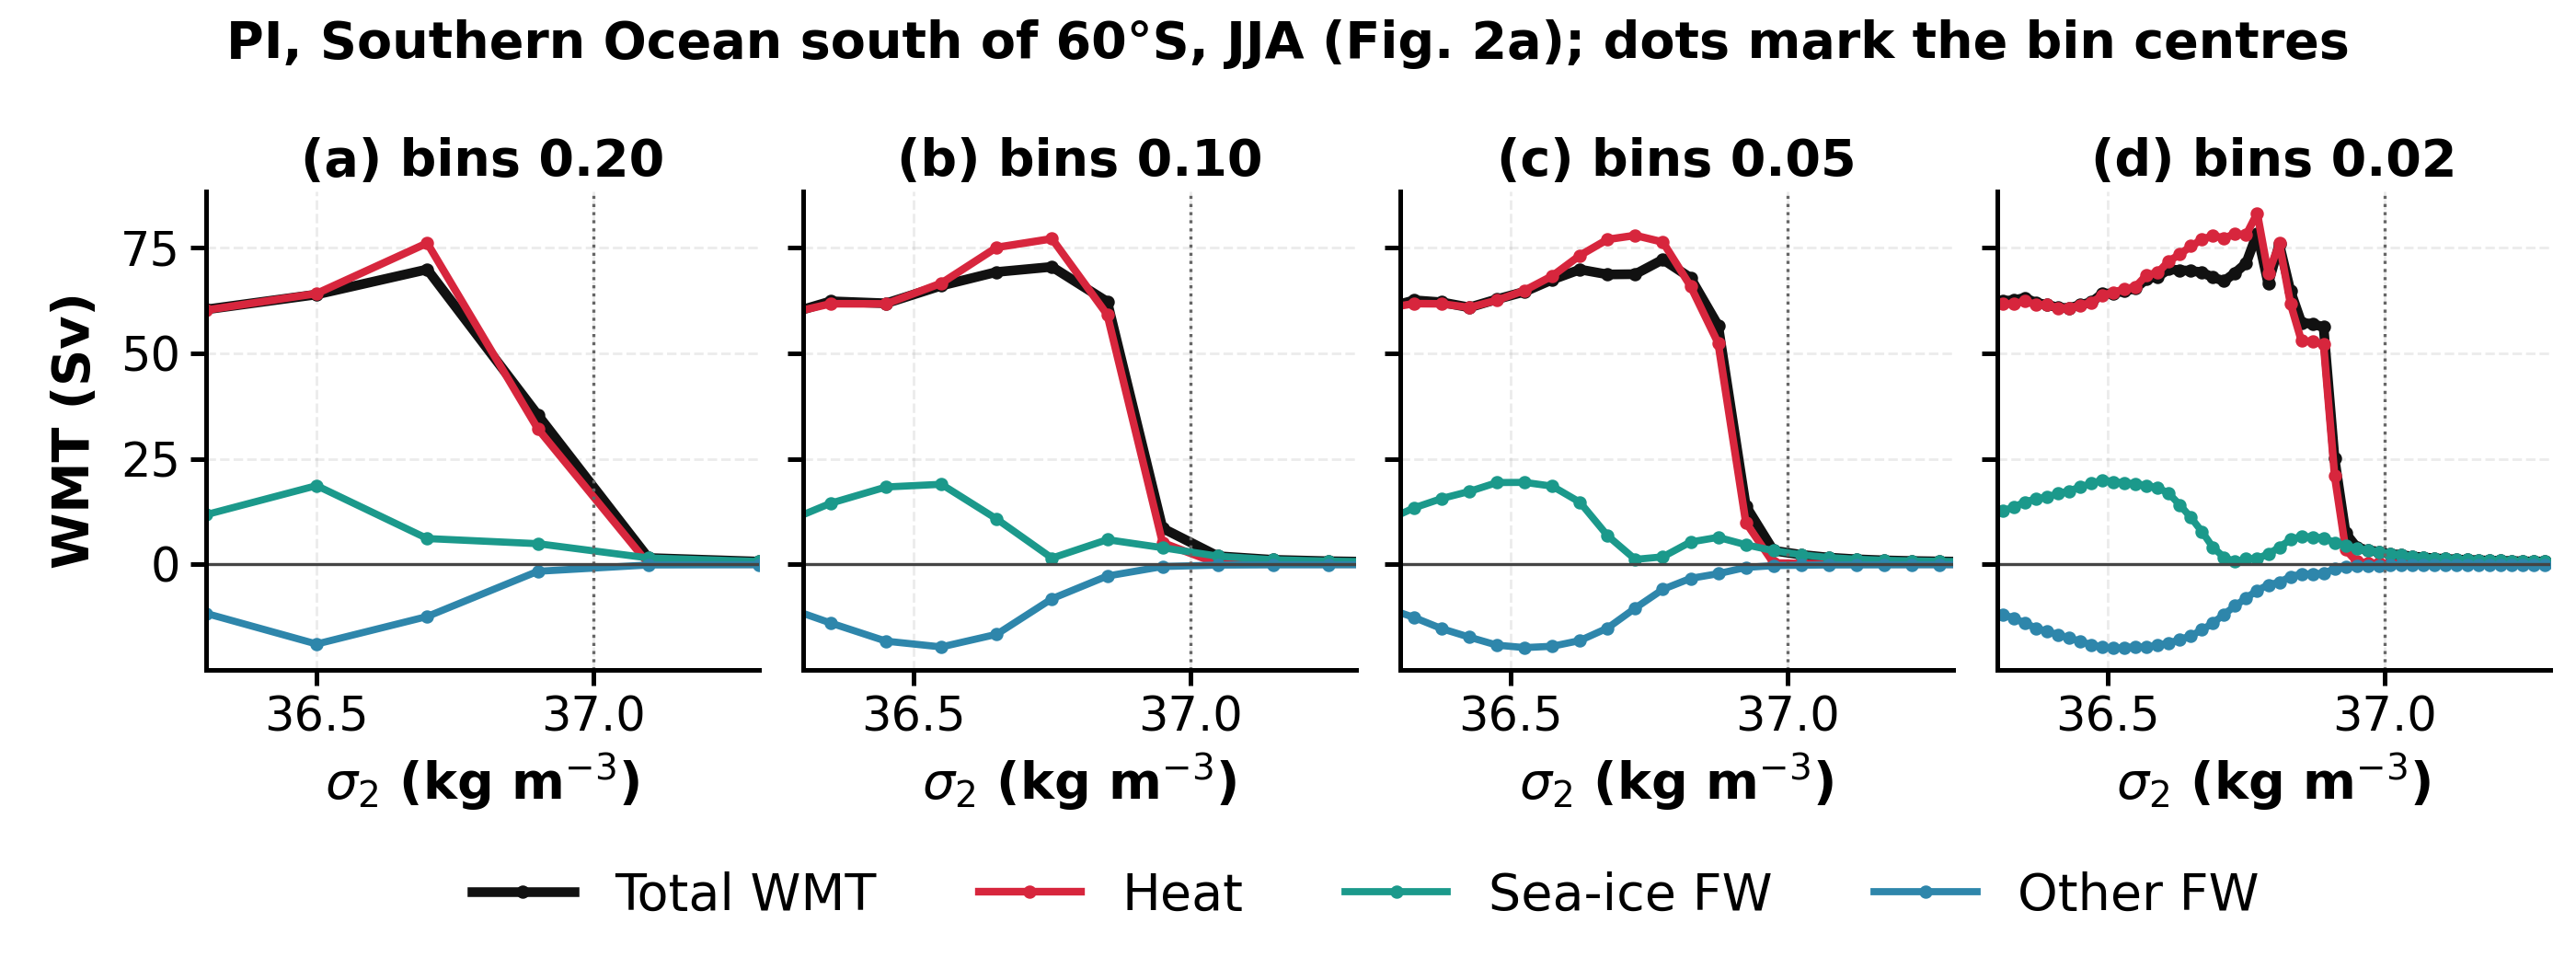 PI, Southern Ocean south of 60°S, JJA (Fig. 2a); dots mark the bin centres
(a) bins 0.20
(b) bins 0.10
(c) bins 0.05
(d) bins 0.02
WMT (Sv)
75
50
25
0
36.5 37.0
36.5 37.0
36.5 37.0
36.5 37.0
σ₂ (kg m⁻³)
σ₂ (kg m⁻³)
σ₂ (kg m⁻³)
σ₂ (kg m⁻³)
Total WMT Heat Sea-ice FW Other FW